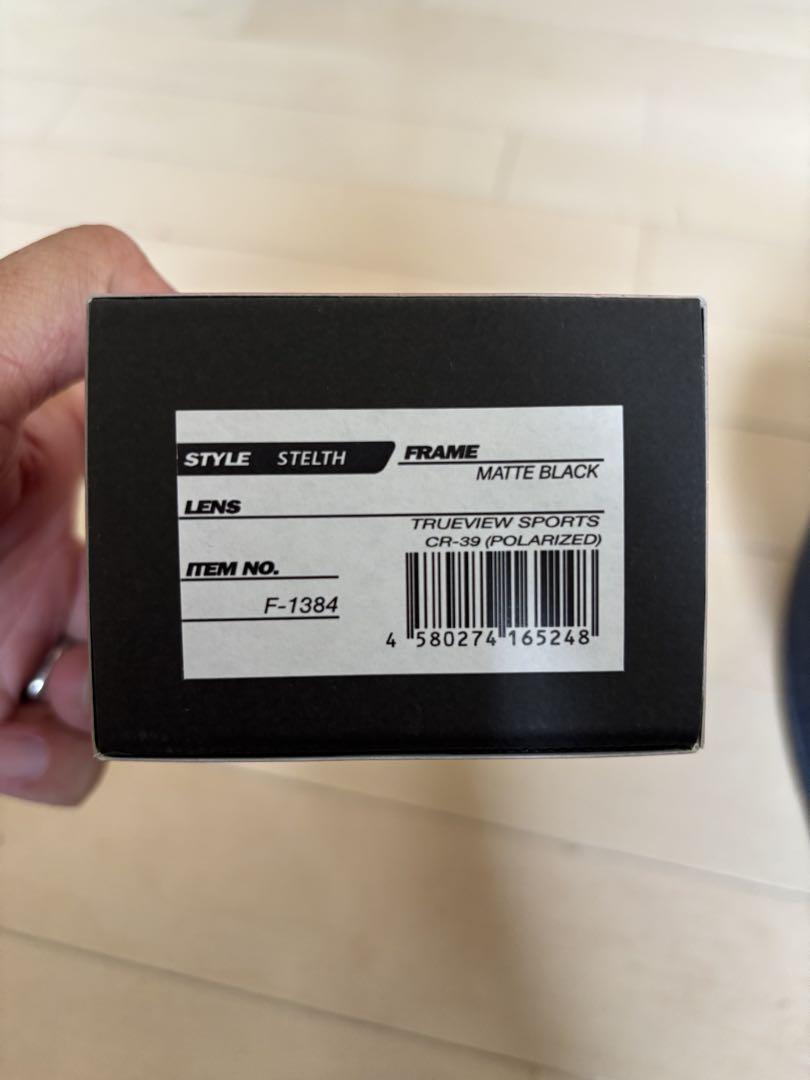 STYLE STELTH
FRAME
MATTE BLACK
LENS
TRUEVIEW SPORTS
CR-39 (POLARIZED)
ITEM NO.
F-1384
4 580274 165248